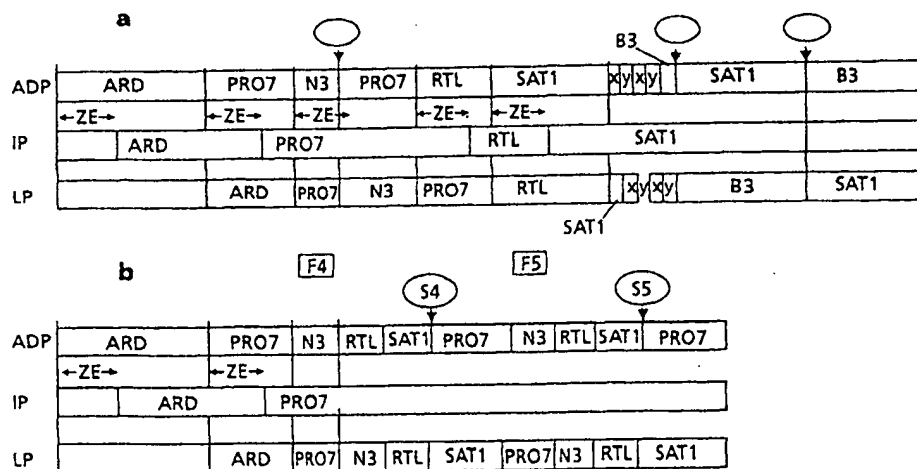 a
B3
ADP ARD PRO7 N3 PRO7 RTL SAT1 x y x y SAT1 B3
←ZE→ ←ZE→ ←ZE→ ←ZE→ ←ZE→
IP ARD PRO7 RTL SAT1
LP ARD PRO7 N3 PRO7 RTL x y x y B3 SAT1
SAT1
b F4 F5
S4 S5
ADP ARD PRO7 N3 RTL SAT1 PRO7 N3 RTL SAT1 PRO7
←ZE→ ←ZE→
IP ARD PRO7
LP ARD PRO7 N3 RTL SAT1 PRO7 N3 RTL SAT1